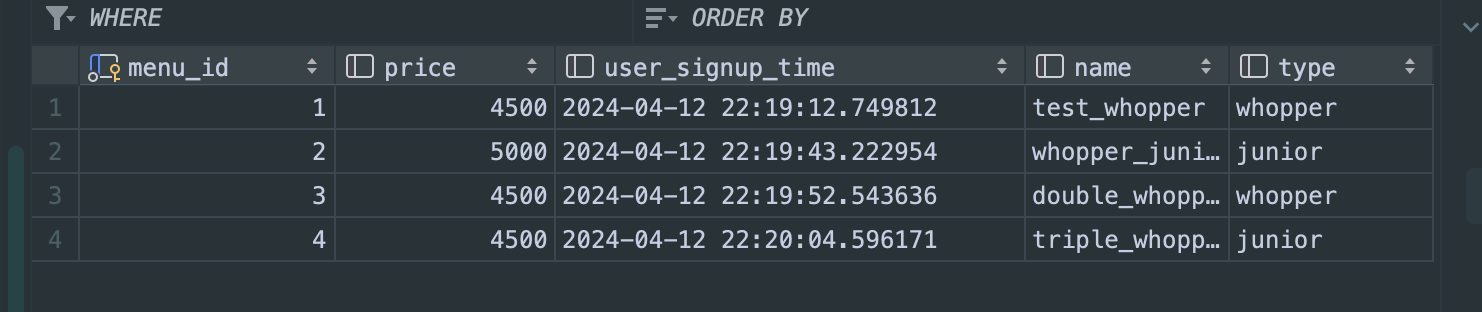 WHERE ORDER BY
menu_id price user_signup_time name type
1 1 4500 2024-04-12 22:19:12.749812 test_whopper whopper
2 2 5000 2024-04-12 22:19:43.222954 whopper_juni… junior
3 3 4500 2024-04-12 22:19:52.543636 double_whopp… whopper
4 4 4500 2024-04-12 22:20:04.596171 triple_whopp… junior